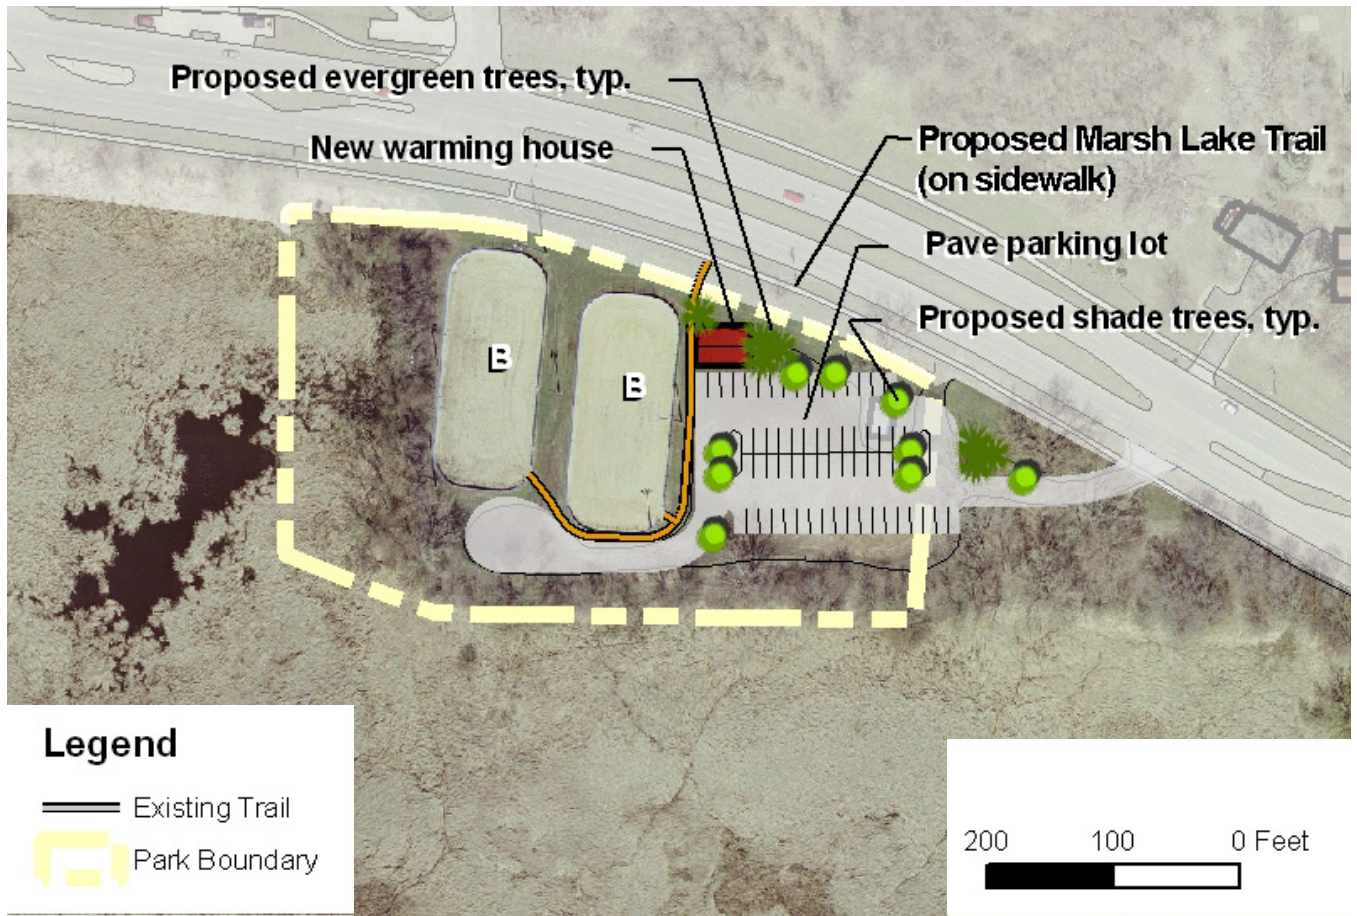 Proposed evergreen trees, typ.
New warming house
Proposed Marsh Lake Trail
(on sidewalk)
Pave parking lot
Proposed shade trees, typ.
B
B
Legend
Existing Trail
Park Boundary
200 100 0 Feet